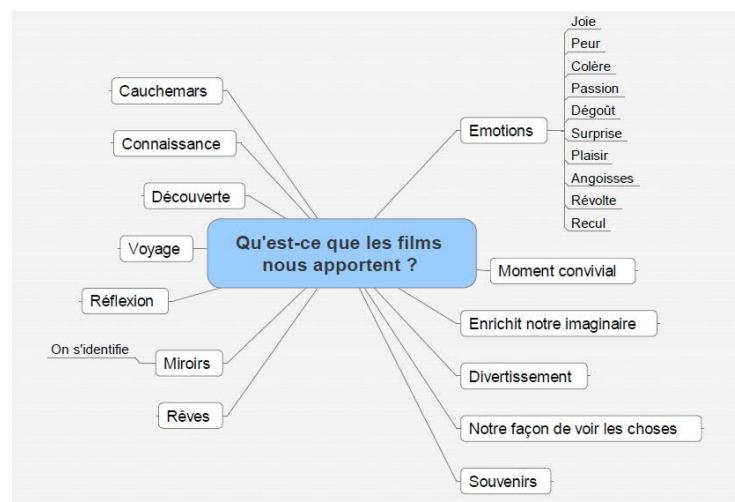 Qu'est-ce que les films
nous apportent ?
Cauchemars
Connaissance
Découverte
Voyage
Réflexion
Miroirs
On s'identifie
Rêves
Emotions
Joie
Peur
Colère
Passion
Dégoût
Surprise
Plaisir
Angoisses
Révolte
Recul
Moment convivial
Enrichit notre imaginaire
Divertissement
Notre façon de voir les choses
Souvenirs